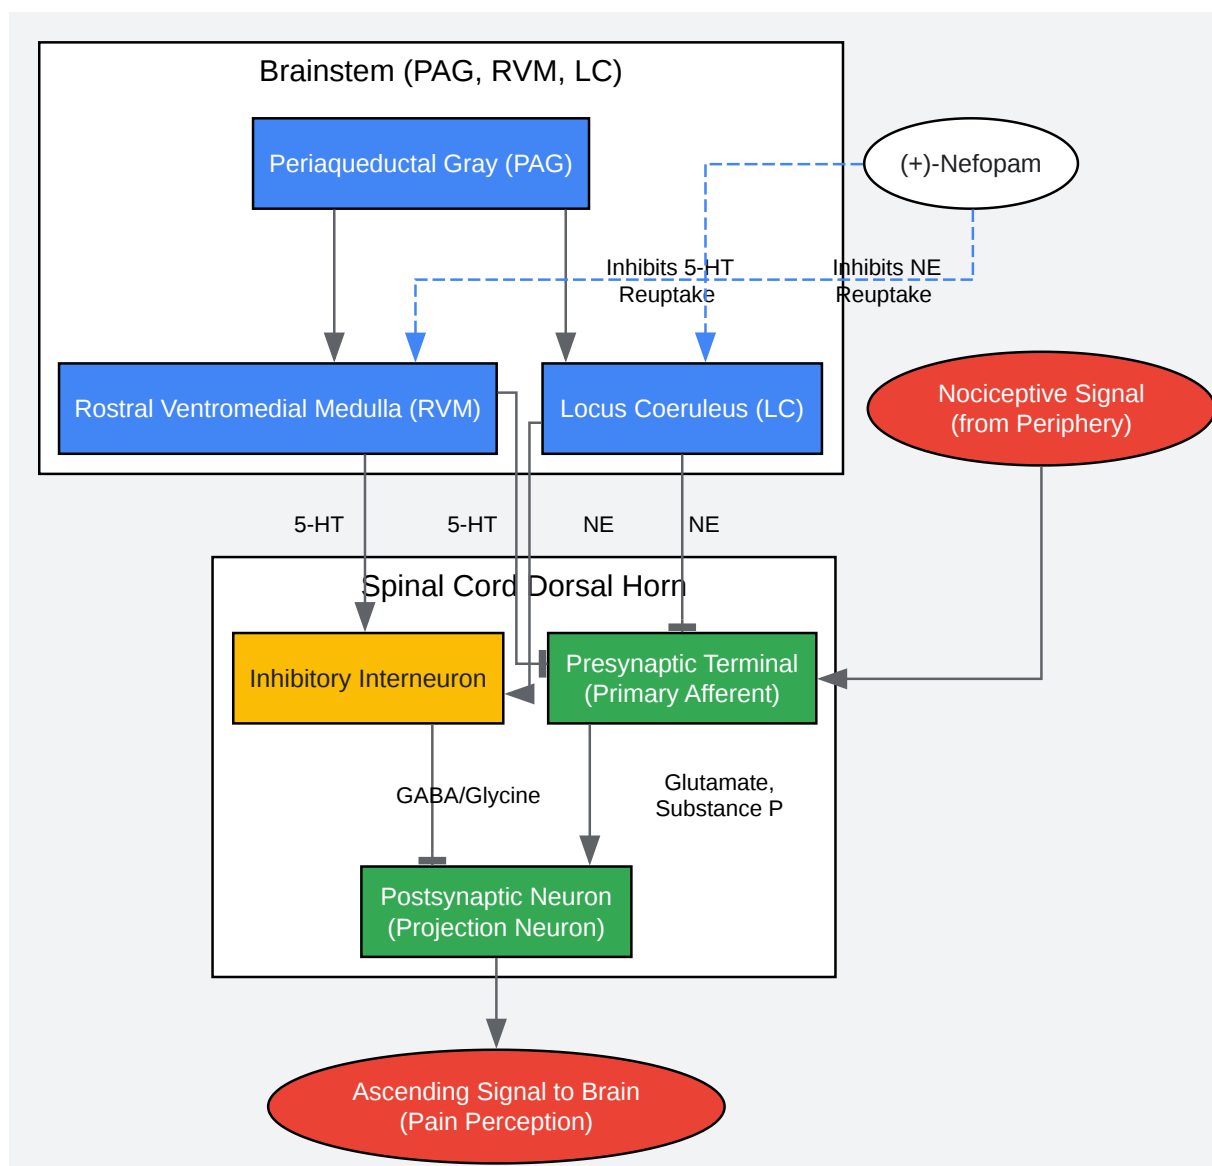 Brainstem (PAG, RVM, LC)
Periaqueductal Gray (PAG)
(+)-Nefopam
Inhibits 5-HT
Reuptake
Inhibits NE
Reuptake
Rostral Ventromedial Medulla (RVM)
Locus Coeruleus (LC)
Nociceptive Signal
(from Periphery)
5-HT
5-HT
NE
NE
Spinal Cord Dorsal Horn
Inhibitory Interneuron
Presynaptic Terminal
(Primary Afferent)
GABA/Glycine
Glutamate,
Substance P
Postsynaptic Neuron
(Projection Neuron)
Ascending Signal to Brain
(Pain Perception)